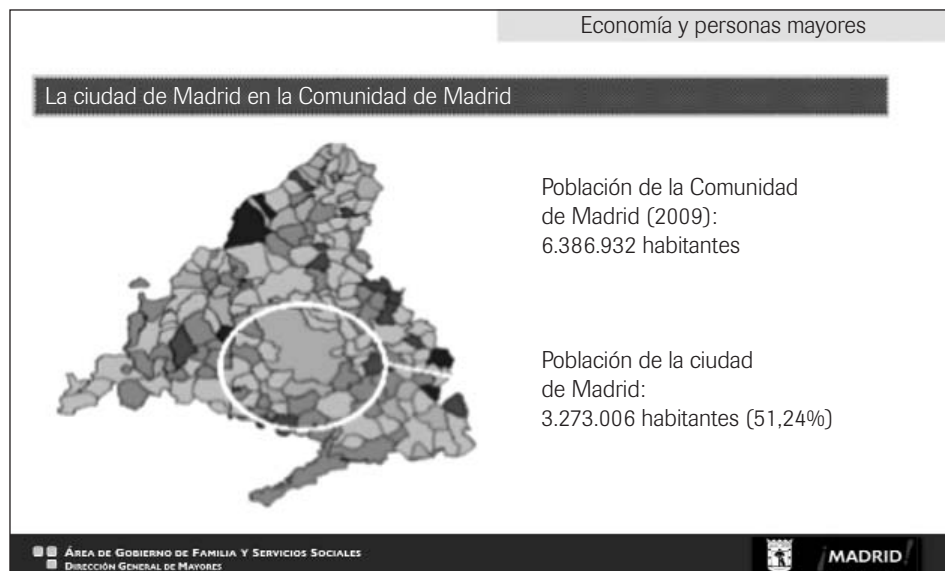 Economía y personas mayores
La ciudad de Madrid en la Comunidad de Madrid
Población de la Comunidad
de Madrid (2009):
6.386.932 habitantes
Población de la ciudad
de Madrid:
3.273.006 habitantes (51,24%)
ÁREA DE GOBIERNO DE FAMILIA Y SERVICIOS SOCIALES
DIRECCIÓN GENERAL DE MAYORES
¡MADRID!